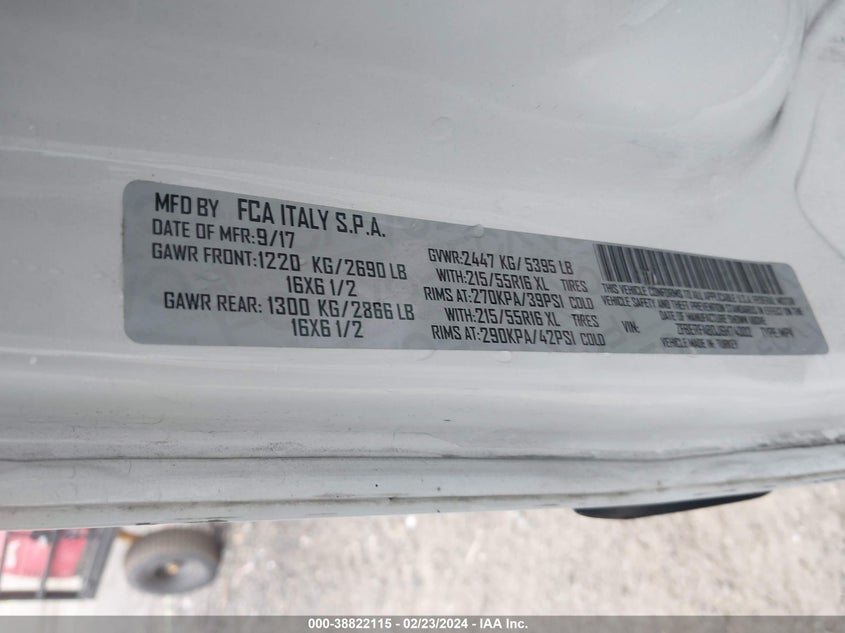 MFD BY FCA ITALY S.P.A.
DATE OF MFR:9/17
GAWR FRONT:1220 KG/2690 LB
16X6 1/2
GAWR REAR: 1300 KG/2866 LB
16X6 1/2
GVWR:2447 KG/5395 LB
WITH:215/55R16 XL TIRES
RIMS AT:270KPA/39PSI COLD
WITH:215/55R16 XL TIRES
RIMS AT:290KPA/42PSI COLD
THIS VEHICLE CONFORMS TO ALL APPLICABLE U.S.A. FEDERAL MOTOR
VEHICLE SAFETY AND THEFT PREVENTION STANDARDS IN EFFECT ON THE
DATE OF MANUFACTURE SHOWN ABOVE
VIN: TYPE:MPV
VEHICLE MADE IN: TURKEY
000-38822115 - 02/23/2024 - IAA Inc.